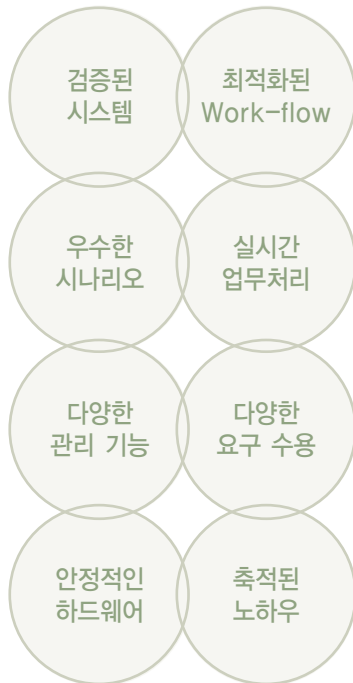 검증된
시스템
최적화된
Work-flow
우수한
시나리오
실시간
업무처리
다양한
관리 기능
다양한
요구 수용
안정적인
하드웨어
축적된
노하우